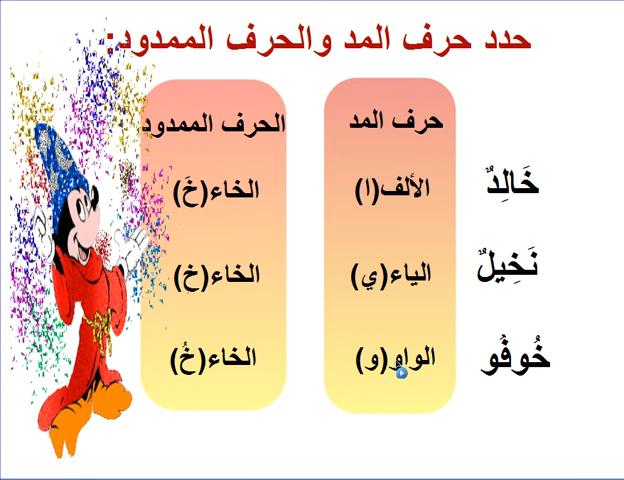 حدد حرف المد والحرف الممدود:
حرف المد الحرف الممدود
خَالِدٌ الألف(ا) الخاء(خَ)
نَخِيلٌ الياء(ي) الخاء(خ)
خُوفُو الواو(و) الخاء(خُ)